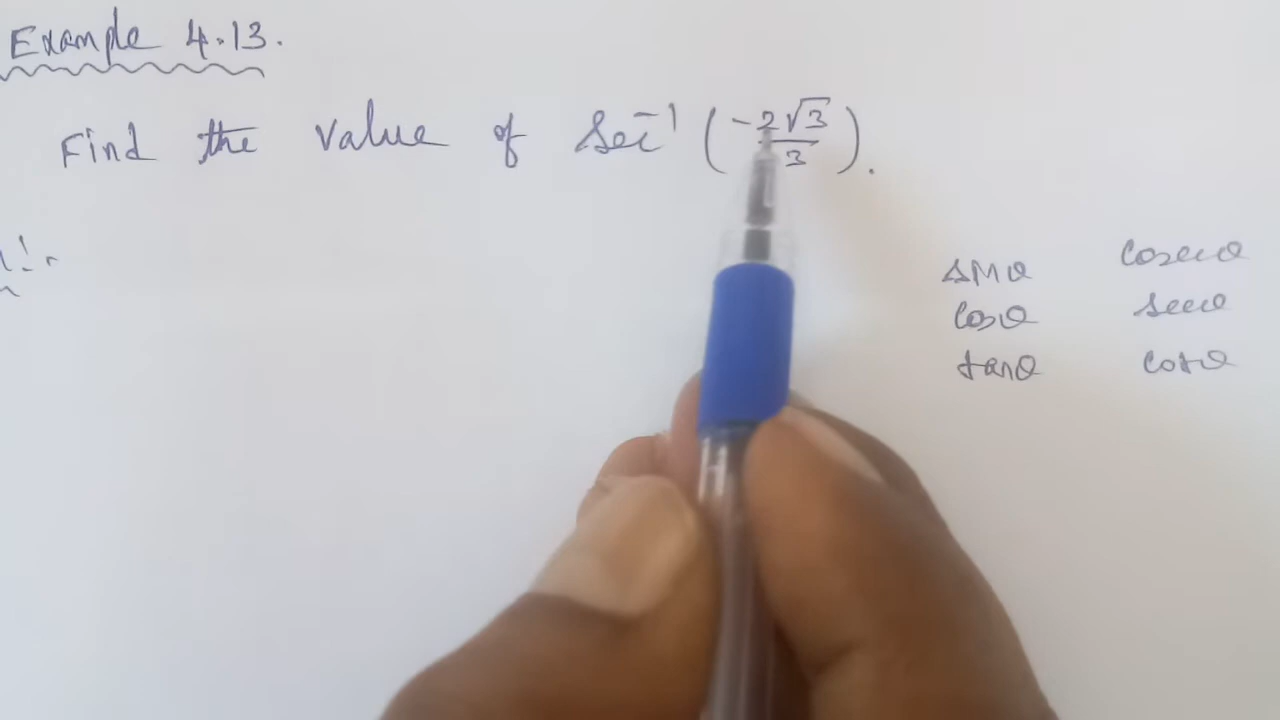 Example 4.13.
Find the value of Sec⁻¹ (-2√3/3).
sinθ cosecθ
cosθ secθ
tanθ cotθ